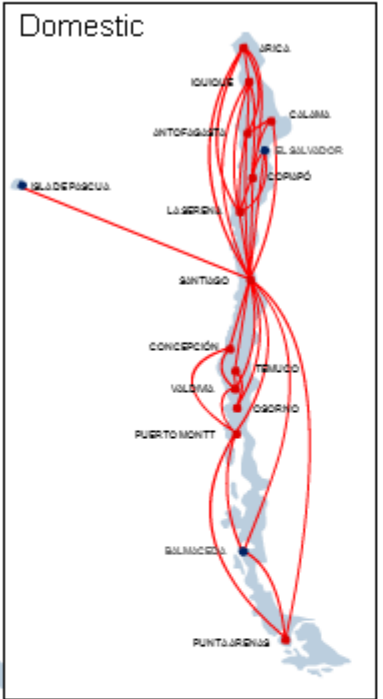 Domestic
ARICA
IQUIQUE
CALAMA
ANTOFAGASTA
EL SALVADOR
COPIAPÓ
ISLA DE PASCUA
LA SERENA
SANTIAGO
CONCEPCIÓN
TEMUCO
VALDIVIA
OSORNO
PUERTO MONTT
BALMACEDA
PUNTA ARENAS